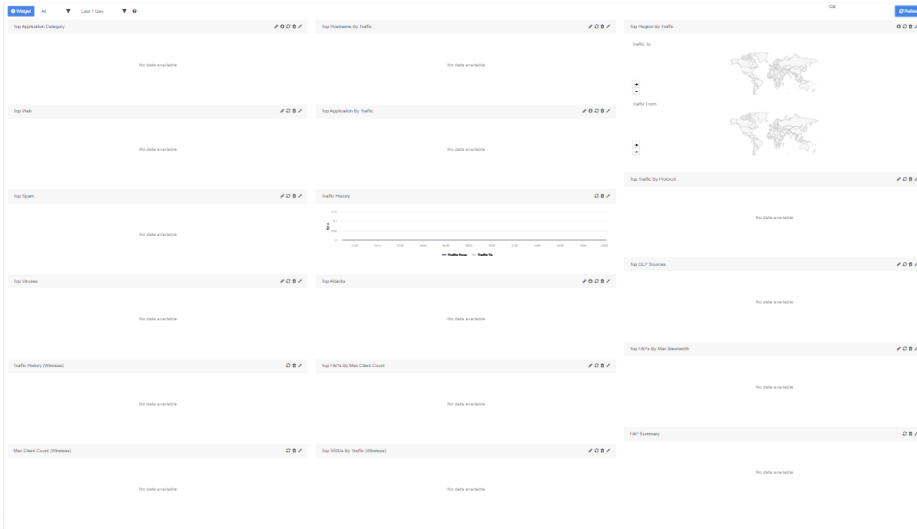 Widget All Last 1 Day
Top Application Category
No data available
Top Web
No data available
Top Spam
No data available
Top Viruses
No data available
Traffic History (Wireless)
No data available
Max Client Count (Wireless)
No data available
Top Hostname By Traffic
No data available
Top Application By Traffic
No data available
Traffic History
Traffic From Traffic To
Top Attacks
No data available
Top FAPs By Max Client Count
No data available
Top SSIDs By Traffic (Wireless)
No data available
Top Region By Traffic
Traffic To
+
-
Traffic From
+
-
Top Traffic By Protocol
No data available
Top DLP Sources
No data available
Top FAPs By Max Bandwidth
No data available
FAP Summary
No data available